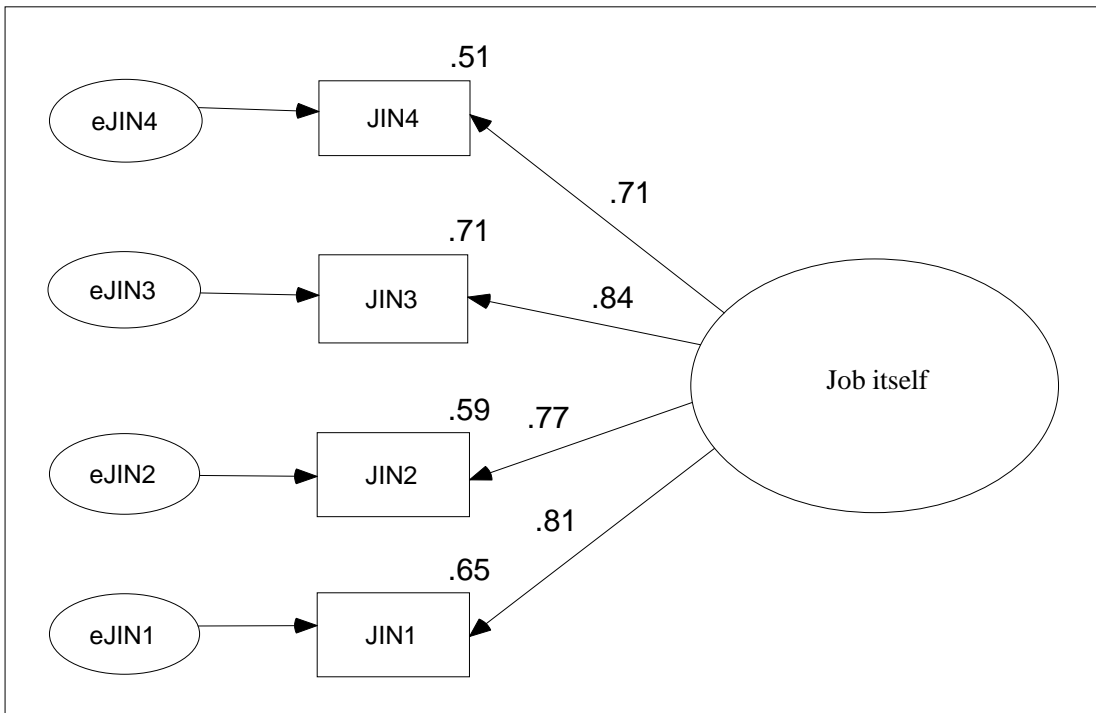 .51
eJIN4
JIN4
.71
.71
eJIN3
JIN3
.84
Job itself
.59
.77
eJIN2
JIN2
.81
.65
eJIN1
JIN1